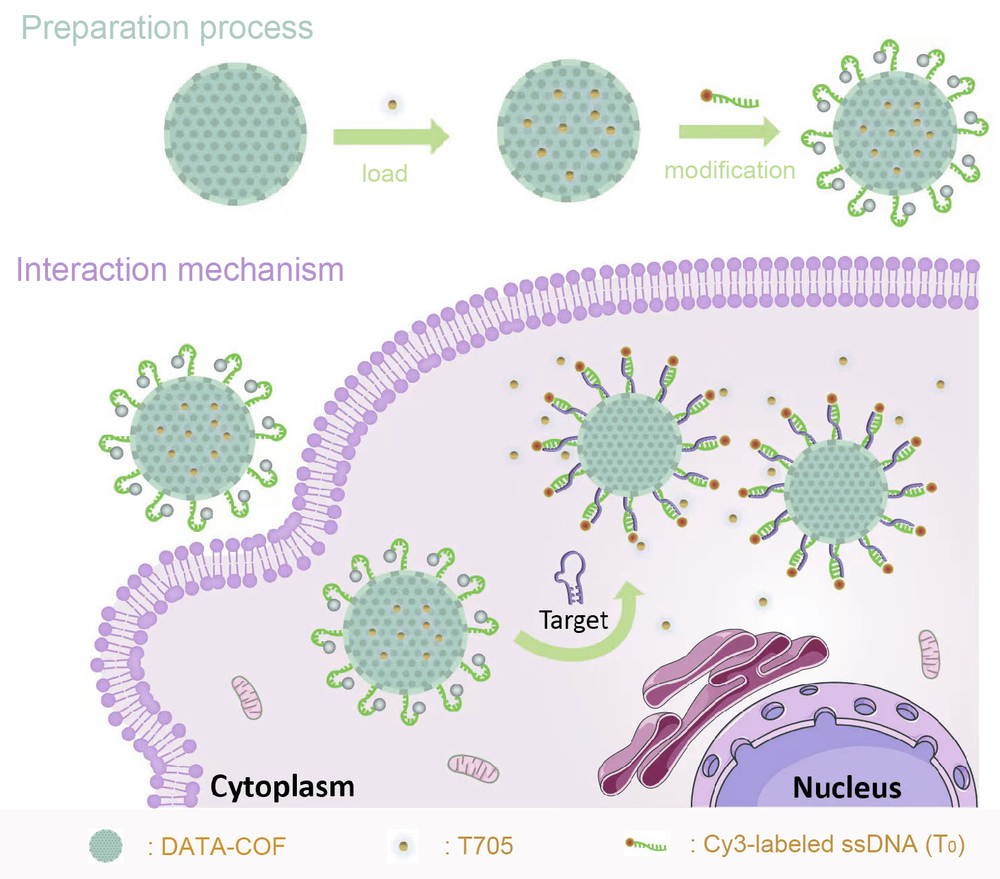 Preparation process
load
modification
Interaction mechanism
Target
Cytoplasm
Nucleus
: DATA-COF
: T705
: Cy3-labeled ssDNA (T₀)